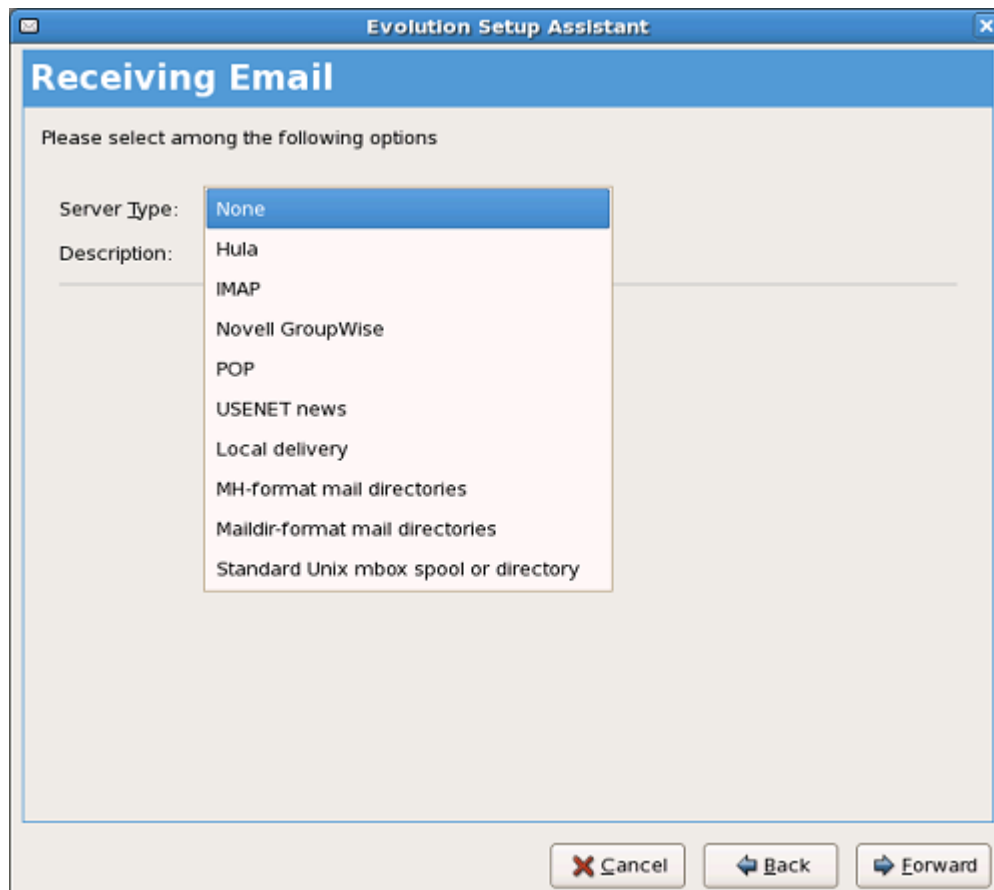 Evolution Setup Assistant
Receiving Email
Please select among the following options
Server Type:
None
Hula
Description:
IMAP
Novell GroupWise
POP
USENET news
Local delivery
MH-format mail directories
Maildir-format mail directories
Standard Unix mbox spool or directory
Cancel
Back
Forward